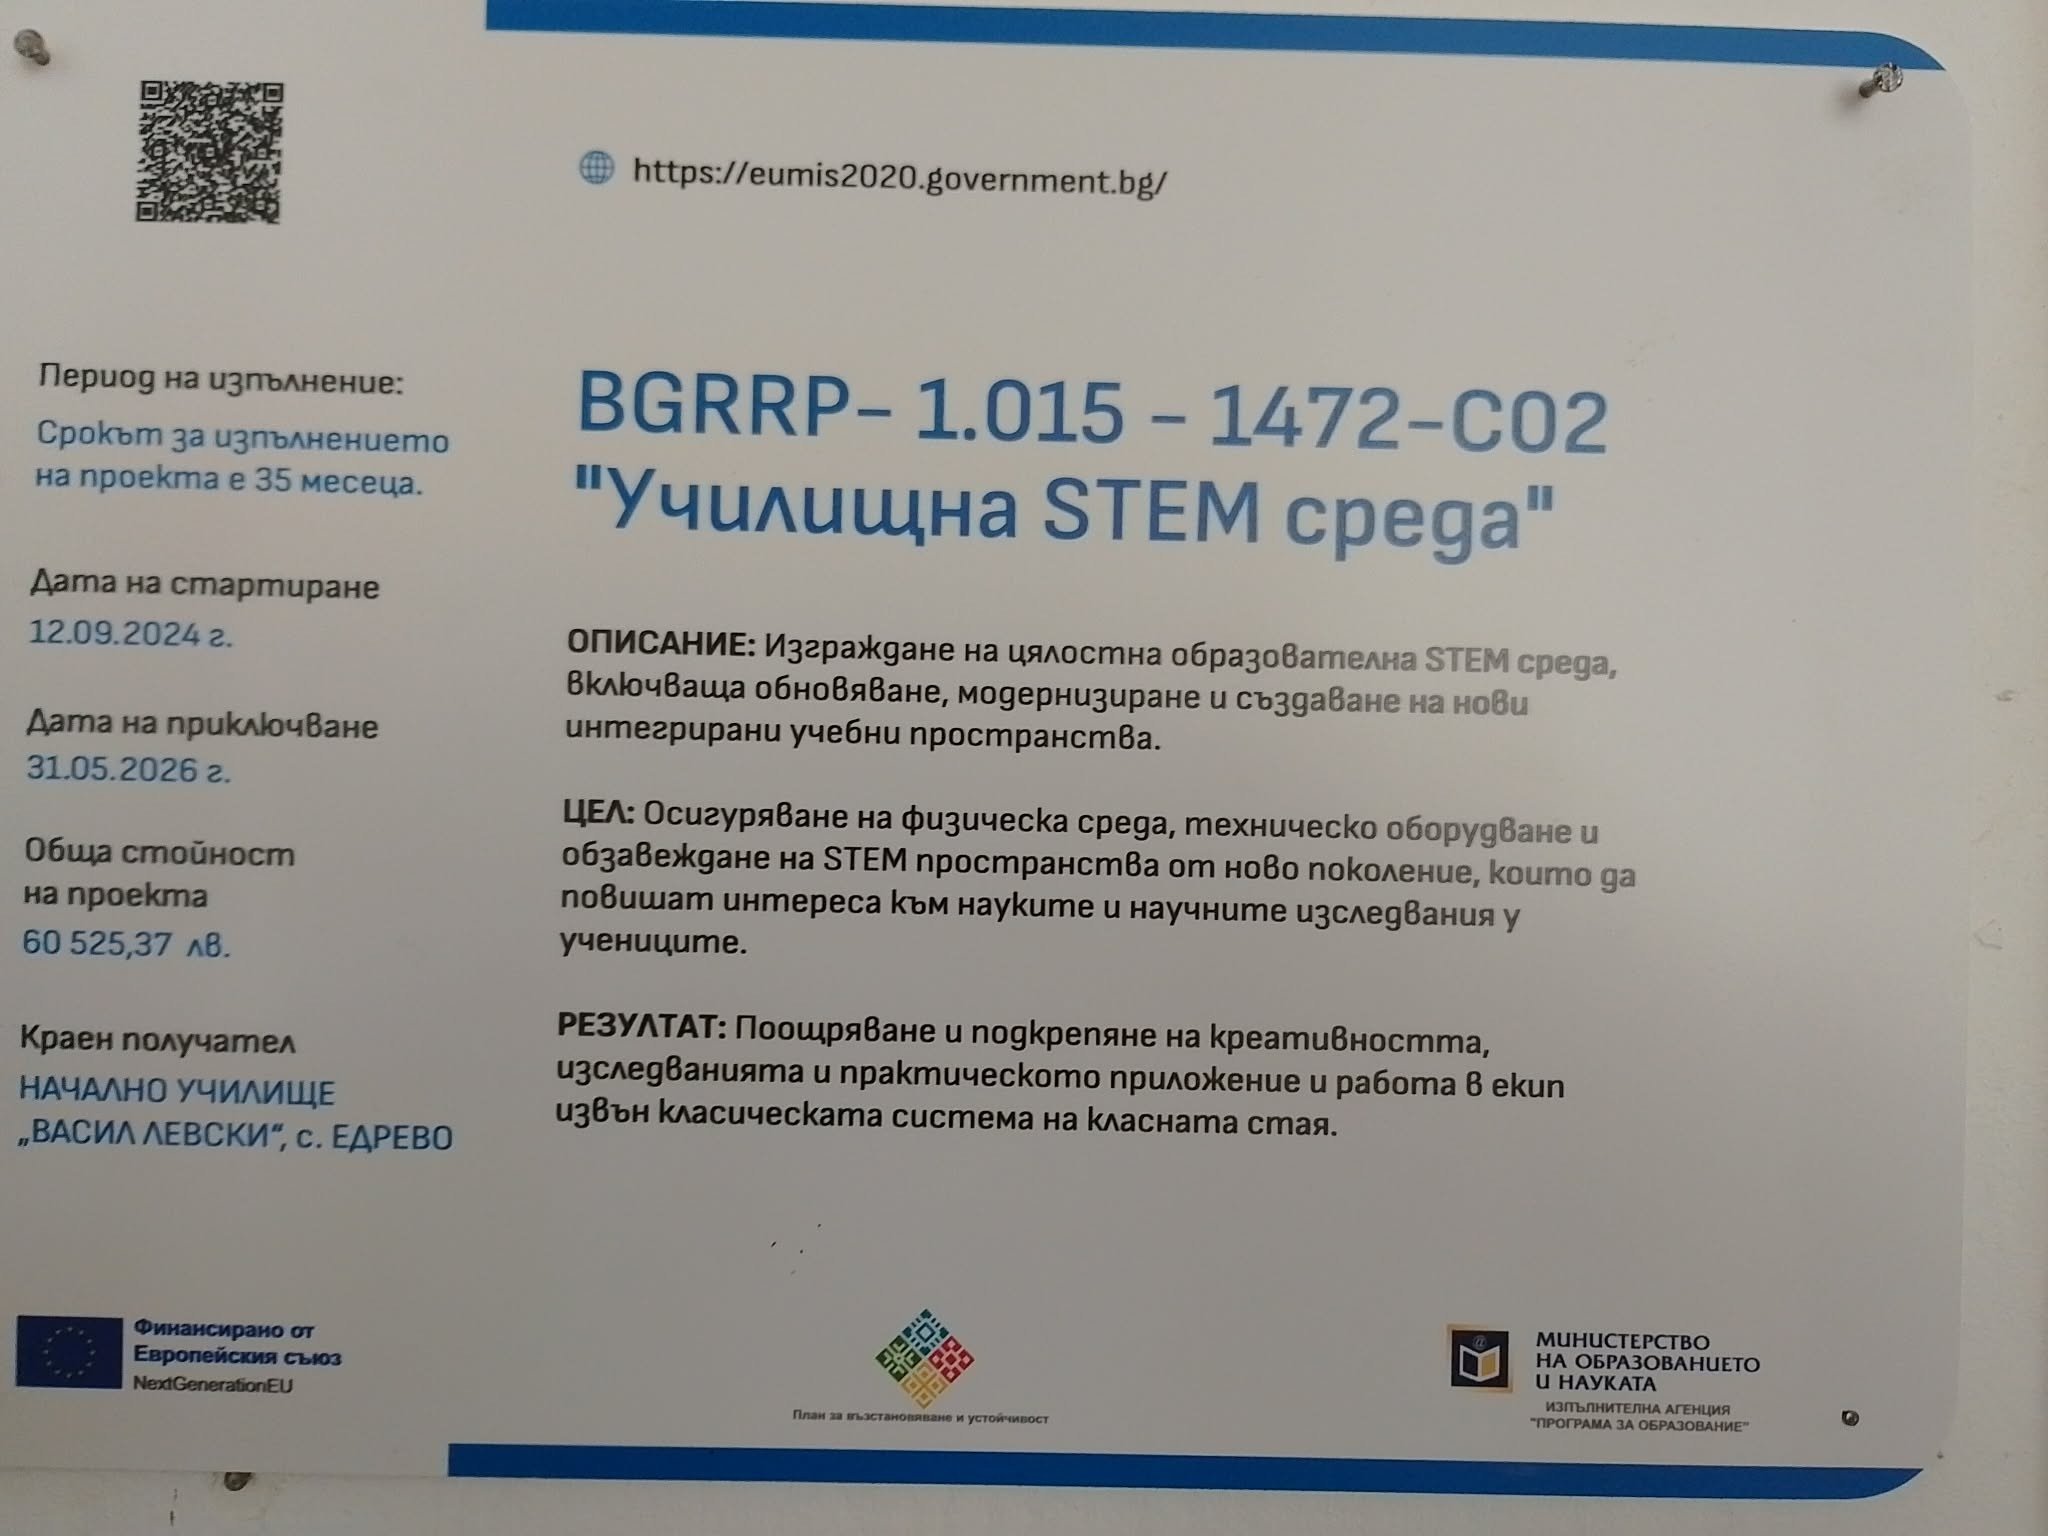 https://eumis2020.government.bg/
Период на изпълнение:
Срокът за изпълнението
на проекта е 35 месеца.
Дата на стартиране
12.09.2024 г.
Дата на приключване
31.05.2026 г.
Обща стойност
на проекта
60 525,37 лв.
Краен получател
НАЧАЛНО УЧИЛИЩЕ
„ВАСИЛ ЛЕВСКИ“, с. ЕДРЕВО
BGRRP- 1.015 - 1472-C02
"Училищна STEM среда"
ОПИСАНИЕ: Изграждане на цялостна образователна STEM среда,
включваща обновяване, модернизиране и създаване на нови
интегрирани учебни пространства.
ЦЕЛ: Осигуряване на физическа среда, техническо оборудване и
обзавеждане на STEM пространства от ново поколение, които да
повишат интереса към науките и научните изследвания у
учениците.
РЕЗУЛТАТ: Поощряване и подкрепяне на креативността,
изследванията и практическото приложение и работа в екип
извън класическата система на класната стая.
Финансирано от
Европейския съюз
NextGenerationEU
План за възстановяване и устойчивост
МИНИСТЕРСТВО
НА ОБРАЗОВАНИЕТО
И НАУКАТА
ИЗПЪЛНИТЕЛНА АГЕНЦИЯ
"ПРОГРАМА ЗА ОБРАЗОВАНИЕ"